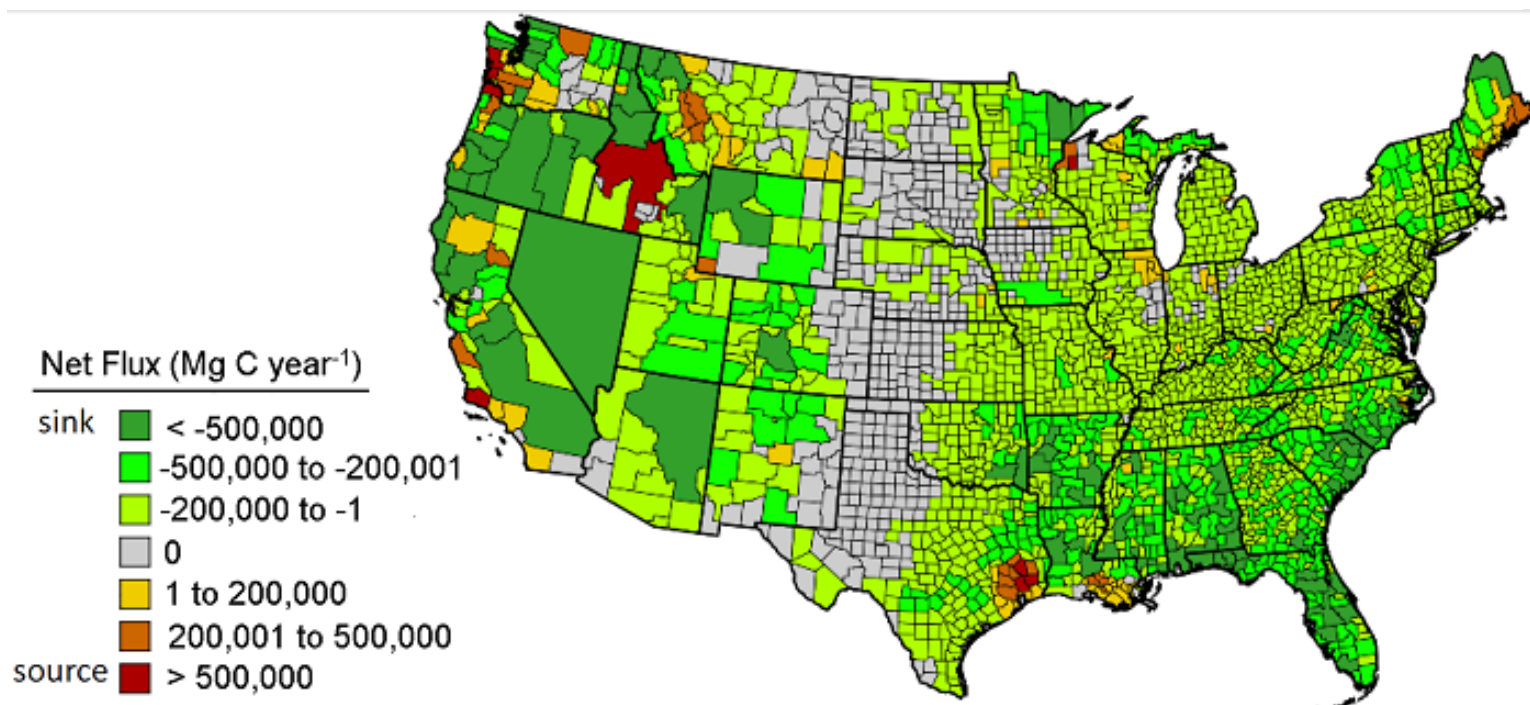 Net Flux (Mg C year⁻¹)
sink < -500,000
-500,000 to -200,001
-200,000 to -1
0
1 to 200,000
200,001 to 500,000
source > 500,000